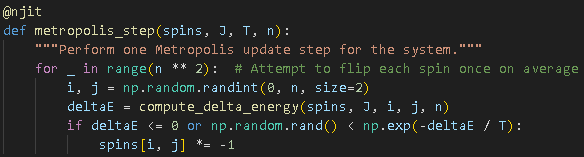 @njit
def metropolis_step(spins, J, T, n):
    """Perform one Metropolis update step for the system."""
    for _ in range(n ** 2):  # Attempt to flip each spin once on average
        i, j = np.random.randint(0, n, size=2)
        deltaE = compute_delta_energy(spins, J, i, j, n)
        if deltaE <= 0 or np.random.rand() < np.exp(-deltaE / T):
            spins[i, j] *= -1